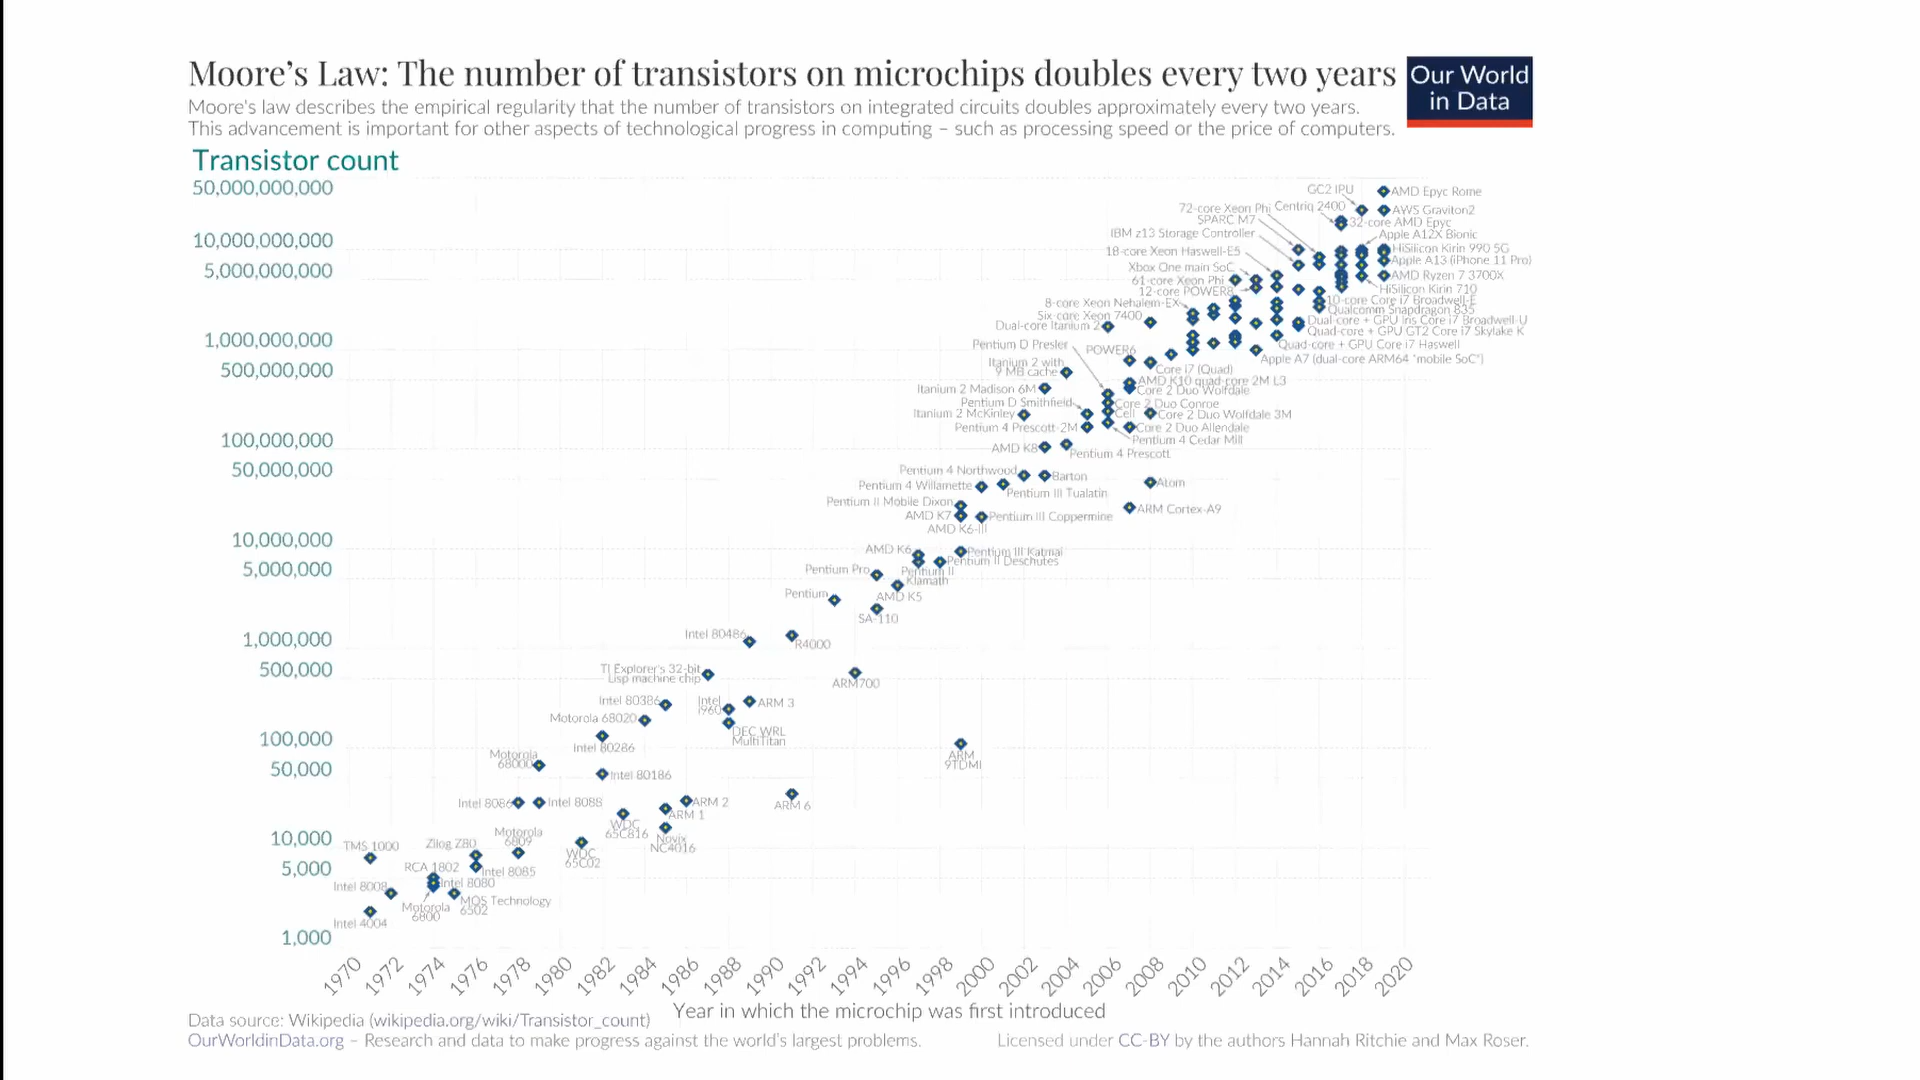 Moore's Law: The number of transistors on microchips doubles every two years
Our World
in Data
Moore's law describes the empirical regularity that the number of transistors on integrated circuits doubles approximately every two years.
This advancement is important for other aspects of technological progress in computing – such as processing speed or the price of computers.
Transistor count
50,000,000,000
10,000,000,000
5,000,000,000
1,000,000,000
500,000,000
100,000,000
50,000,000
10,000,000
5,000,000
1,000,000
500,000
100,000
50,000
10,000
5,000
1,000
GC2 IPU
AMD Epyc Rome
72-core Xeon Phi
Centriq 2400
AWS Graviton2
SPARC M7
32-core AMD Epyc
IBM z13 Storage Controller
Apple A12X Bionic
18-core Xeon Haswell-E5
HiSilicon Kirin 990 5G
Xbox One main SoC
Apple A13 (iPhone 11 Pro)
61-core Xeon Phi
AMD Ryzen 7 3700X
12-core POWER8
HiSilicon Kirin 710
8-core Xeon Nehalem-EX
10-core Core i7 Broadwell-E
Six-core Xeon 7400
Qualcomm Snapdragon 835
Dual-core Itanium 2
Dual-core + GPU Iris Core i7 Broadwell-U
Quad-core + GPU GT2 Core i7 Skylake K
Pentium D Presler
POWER6
Quad-core + GPU Core i7 Haswell
Itanium 2 with
9 MB cache
Apple A7 (dual-core ARM64 "mobile SoC")
Core i7 (Quad)
AMD K10 quad-core 2M L3
Itanium 2 Madison 6M
Core 2 Duo Wolfdale
Pentium D Smithfield
Core 2 Duo Conroe
Itanium 2 McKinley
Cell
Core 2 Duo Wolfdale 3M
Pentium 4 Prescott-2M
Core 2 Duo Allendale
Pentium 4 Cedar Mill
AMD K8
Pentium 4 Prescott
Pentium 4 Northwood
Barton
Pentium 4 Willamette
Atom
Pentium III Tualatin
Pentium II Mobile Dixon
ARM Cortex-A9
AMD K7
Pentium III Coppermine
AMD K6-III
AMD K6
Pentium III Katmai
Pentium II Deschutes
Pentium Pro
Pentium II
Klamath
Pentium
AMD K5
SA-110
Intel 80486
R4000
TI Explorer's 32-bit
Lisp machine chip
ARM700
Intel 80386
Intel
i960
ARM 3
Motorola 68020
DEC WRL
MultiTitan
Intel 80286
Motorola
68000
ARM
9TDMI
Intel 80186
Intel 8086
Intel 8088
ARM 2
ARM 6
ARM 1
WDC
65C816
Motorola
6809
Novix
NC4016
TMS 1000
Zilog Z80
WDC
65C02
RCA 1802
Intel 8085
Intel 8008
Intel 8080
MOS Technology
6502
Motorola
6800
Intel 4004
1970
1972
1974
1976
1978
1980
1982
1984
1986
1988
1990
1992
1994
1996
1998
2000
2002
2004
2006
2008
2010
2012
2014
2016
2018
2020
Year in which the microchip was first introduced
Data source: Wikipedia (wikipedia.org/wiki/Transistor_count)
OurWorldinData.org – Research and data to make progress against the world's largest problems.
Licensed under CC-BY by the authors Hannah Ritchie and Max Roser.